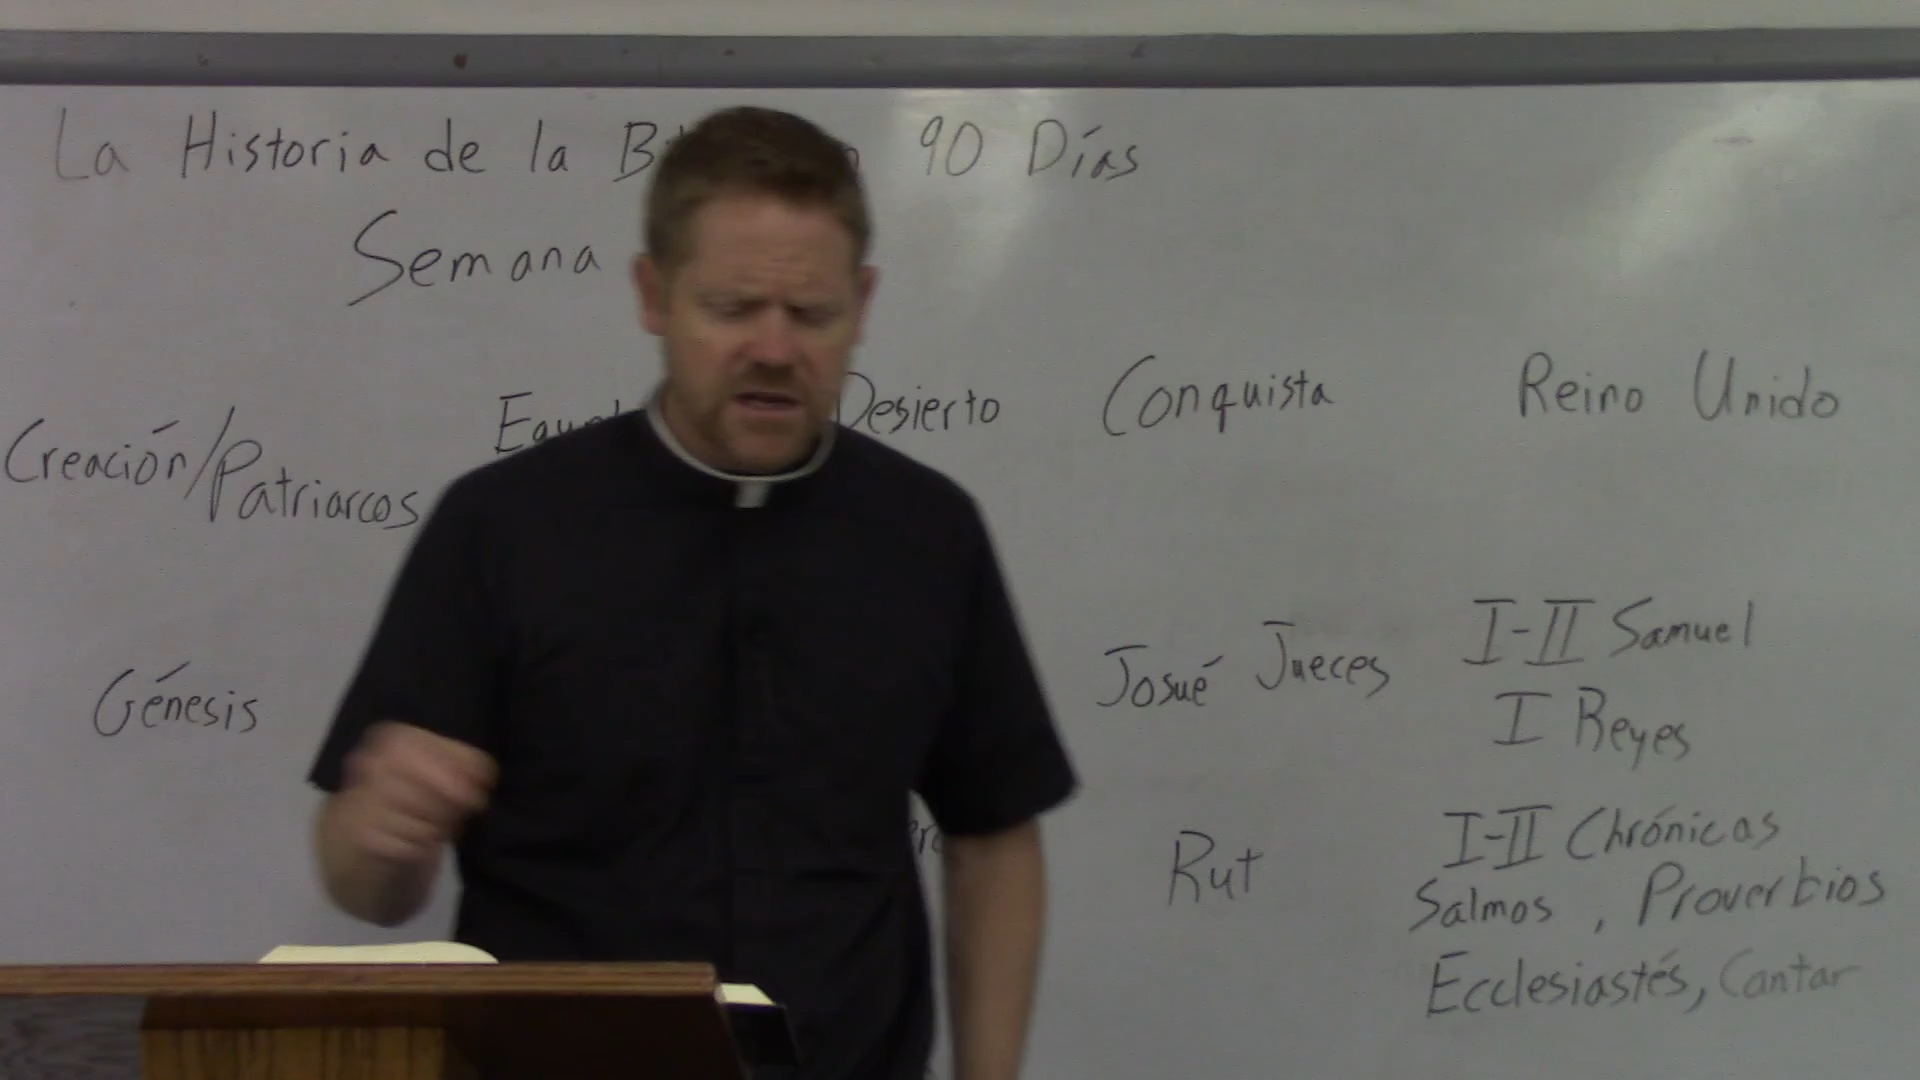 La Historia de la 90 Días
Semana
Creación/Patriarcos
Desierto
Conquista
Reino Unido
Génesis
Josué Jueces
Rut
I-II Samuel
I Reyes
I-II Chrónicas
Salmos, Proverbios
Ecclesiastés, Cantar